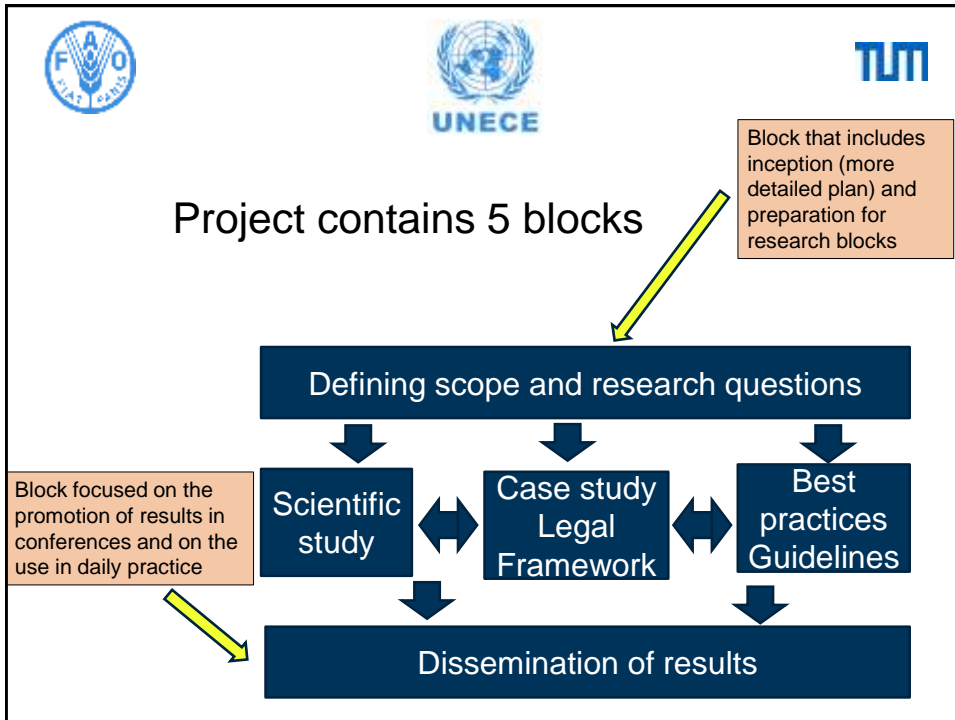 F A O
FIAT PANIS
UNECE
TUM
Block that includes
inception (more
detailed plan) and
preparation for
research blocks
Project contains 5 blocks
Defining scope and research questions
Block focused on the
promotion of results in
conferences and on the
use in daily practice
Scientific
study
Case study
Legal
Framework
Best
practices
Guidelines
Dissemination of results